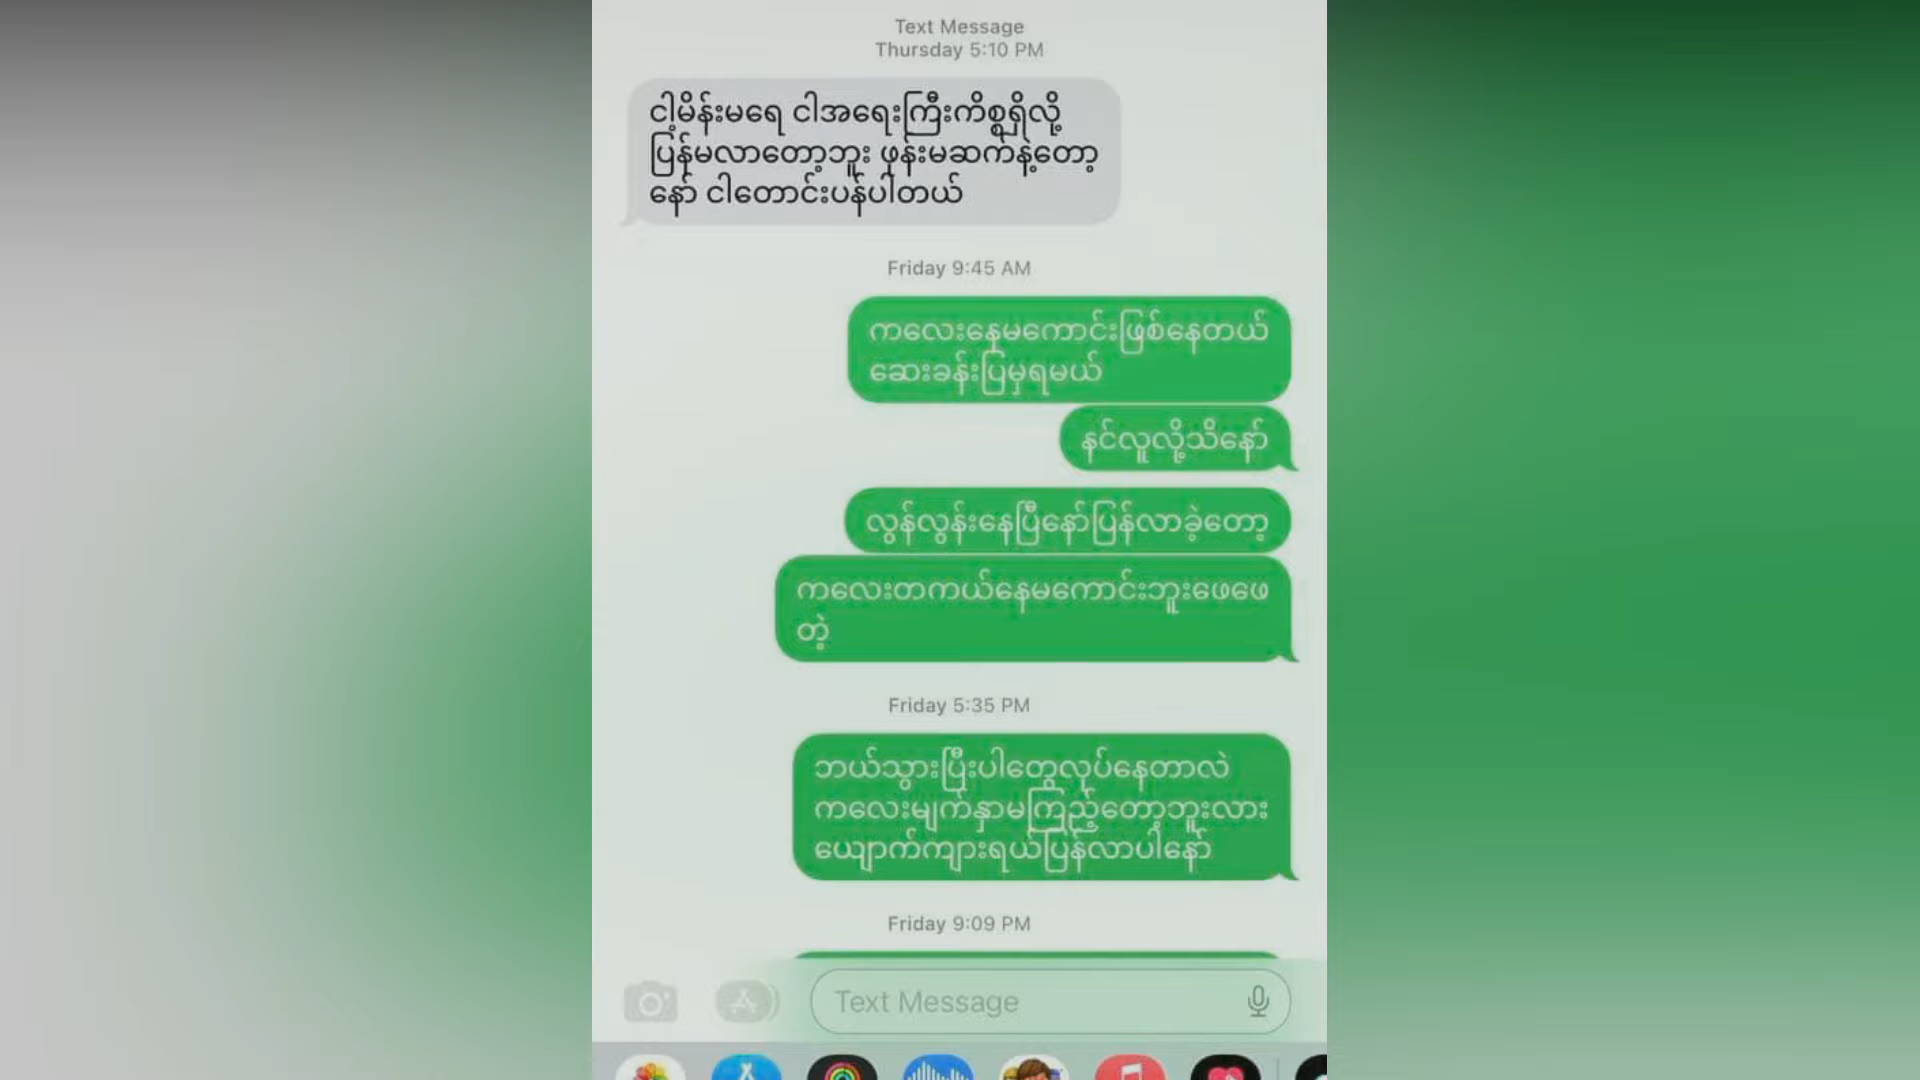 Text Message
Thursday 5:10 PM
ငါ့မိန်းမရေ ငါအရေးကြီးကိစ္စရှိလို့
ပြန်မလာတော့ဘူး ဖုန်းမဆက်နဲ့တော့
နော် ငါတောင်းပန်ပါတယ်
Friday 9:45 AM
ကလေးနေမကောင်းဖြစ်နေတယ်
ဆေးခန်းပြမှရမယ်
နင်လူလို့သိနော်
လွန်လွန်းနေပြီနော်ပြန်လာခဲ့တော့
ကလေးတကယ်နေမကောင်းဘူးဖေဖေ
တဲ့
Friday 5:35 PM
ဘယ်သွားပြီးပါတွေလုပ်နေတာလဲ
ကလေးမျက်နှာမကြည့်တော့ဘူးလား
ယျောက်ကျားရယ်ပြန်လာပါနော်
Friday 9:09 PM
Text Message